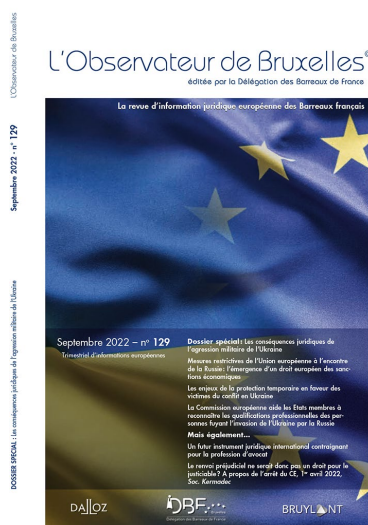 L'Observateur de Bruxelles
Septembre 2022 - n° 129
DOSSIER SPÉCIAL : Les conséquences juridiques de l'agression militaire de l'Ukraine
L'Observateur de Bruxelles
éditée par la Délégation des Barreaux de France
La revue d'information juridique européenne des Barreaux français
Septembre 2022 – n° 129
Trimestriel d'informations européennes
Dossier spécial : Les conséquences juridiques de
l'agression militaire de l'Ukraine
Mesures restrictives de l'Union européenne à l'encontre
de la Russie: l'émergence d'un droit européen des sanc-
tions économiques
Les enjeux de la protection temporaire en faveur des
victimes du conflit en Ukraine
La Commission européenne aide les Etats membres à
reconnaître les qualifications professionnelles des per-
sonnes fuyant l'invasion de l'Ukraine par la Russie
Mais également...
Un futur instrument juridique international contraignant
pour la profession d'avocat
Le renvoi préjudiciel ne serait donc pas un droit pour le
justiciable? A propos de l'arrêt du CE, 1er avril 2022,
Soc. Kermadec
DALLOZ
DBF
Bruxelles
Délégation des Barreaux de France
BRUYLANT